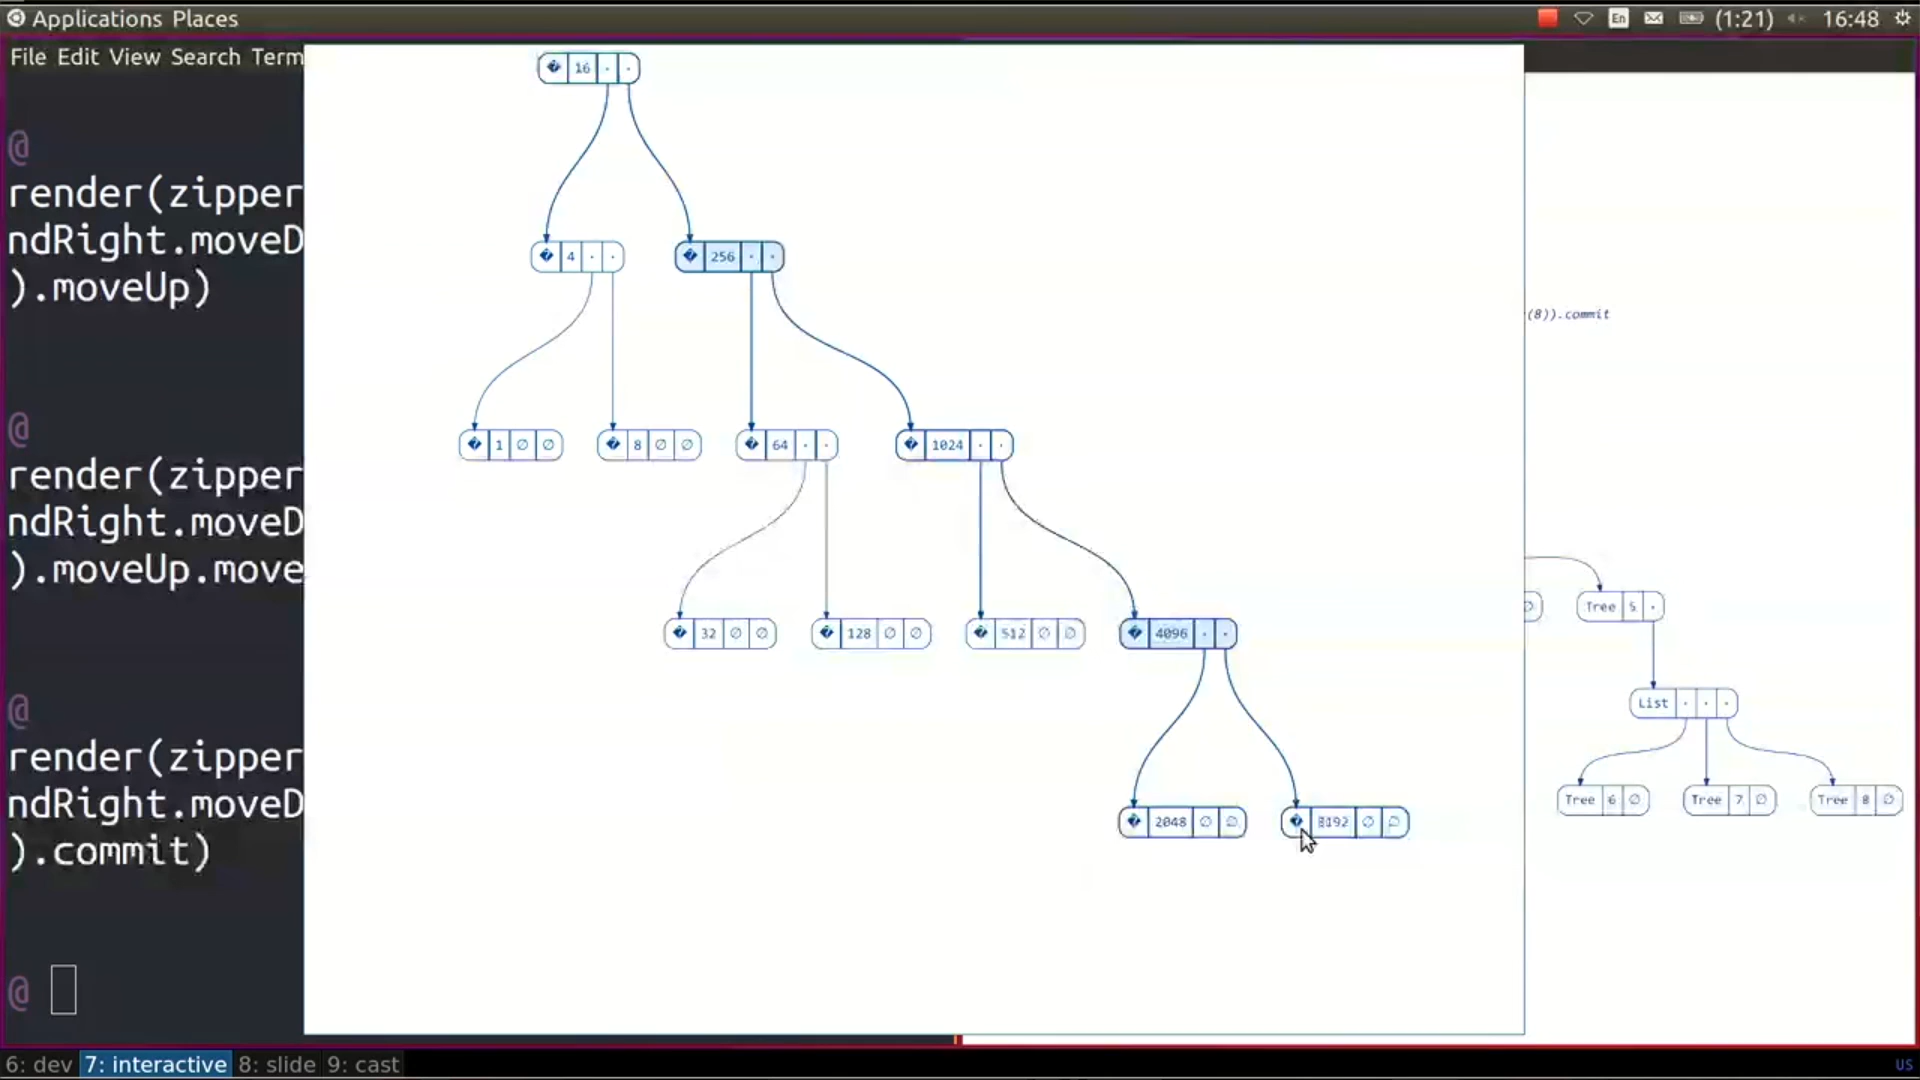 Applications Places
En (1:21) 16:48
File Edit View Search Term
@
render(zipper
ndRight.moveD
).moveUp)
@
render(zipper
ndRight.moveD
).moveUp.move
@
render(zipper
ndRight.moveD
).commit)
@
� 16 · ·
� 4 · ·
� 256 · ·
� 1 ∅ ∅
� 8 ∅ ∅
� 64 · ·
� 1024 · ·
� 32 ∅ ∅
� 128 ∅ ∅
� 512 ∅ ∅
� 4096 · ·
� 2048 ∅ ∅
� 8192 ∅ ∅
(8)).commit
∅
Tree 5 ·
List · · ·
Tree 6 ∅
Tree 7 ∅
Tree 8 ∅
6: dev 7: interactive 8: slide 9: cast
US